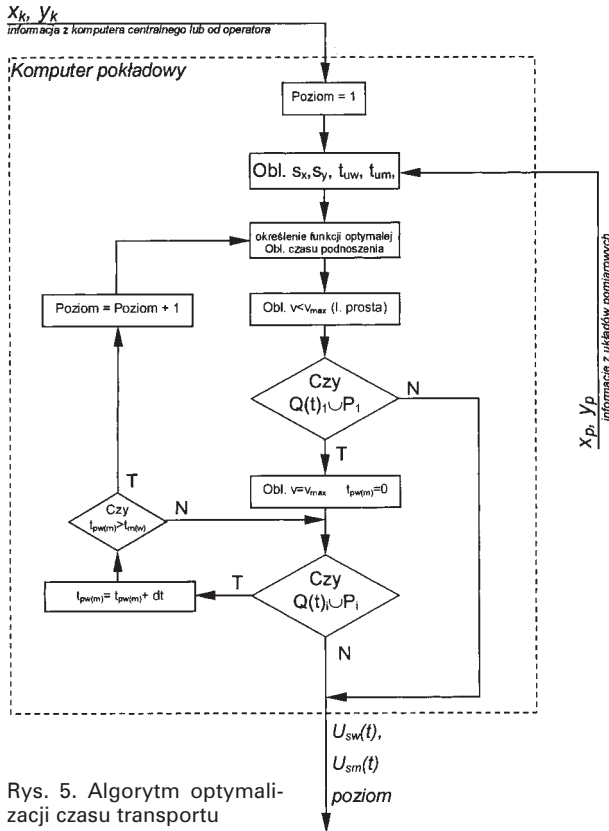 x_k, y_k
informacja z komputera centralnego lub od operatora
Komputer pokładowy
Poziom = 1
Obl. s_x,s_y, t_uw, t_um,
określenie funkcji optymalej
Obl. czasu podnoszenia
Poziom = Poziom + 1
Obl. v<v_max (l. prosta)
Czy
Q(t)_1∪P_1
N
T
Obl. v=v_max t_pw(m)=0
T
Czy
t_pw(m)>t_m(w)
N
Czy
Q(t)_i∪P_i
T
t_pw(m)= t_pw(m)+ dt
N
x_p, y_p
informacje z układów pomiarowych
U_sw(t),
U_sm(t)
poziom
Rys. 5. Algorytm optymali-
zacji czasu transportu